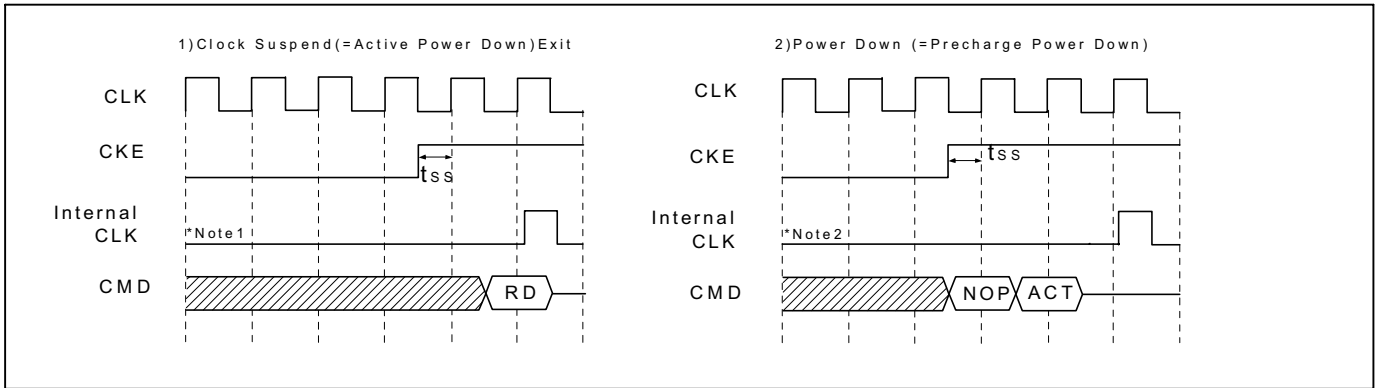 1)Clock Suspend(=Active Power Down)Exit
CLK
CKE
tss
Internal
CLK
*Note1
CMD
RD
2)Power Down (=Precharge Power Down)
CLK
CKE
tss
Internal
CLK
*Note2
CMD
NOP
ACT